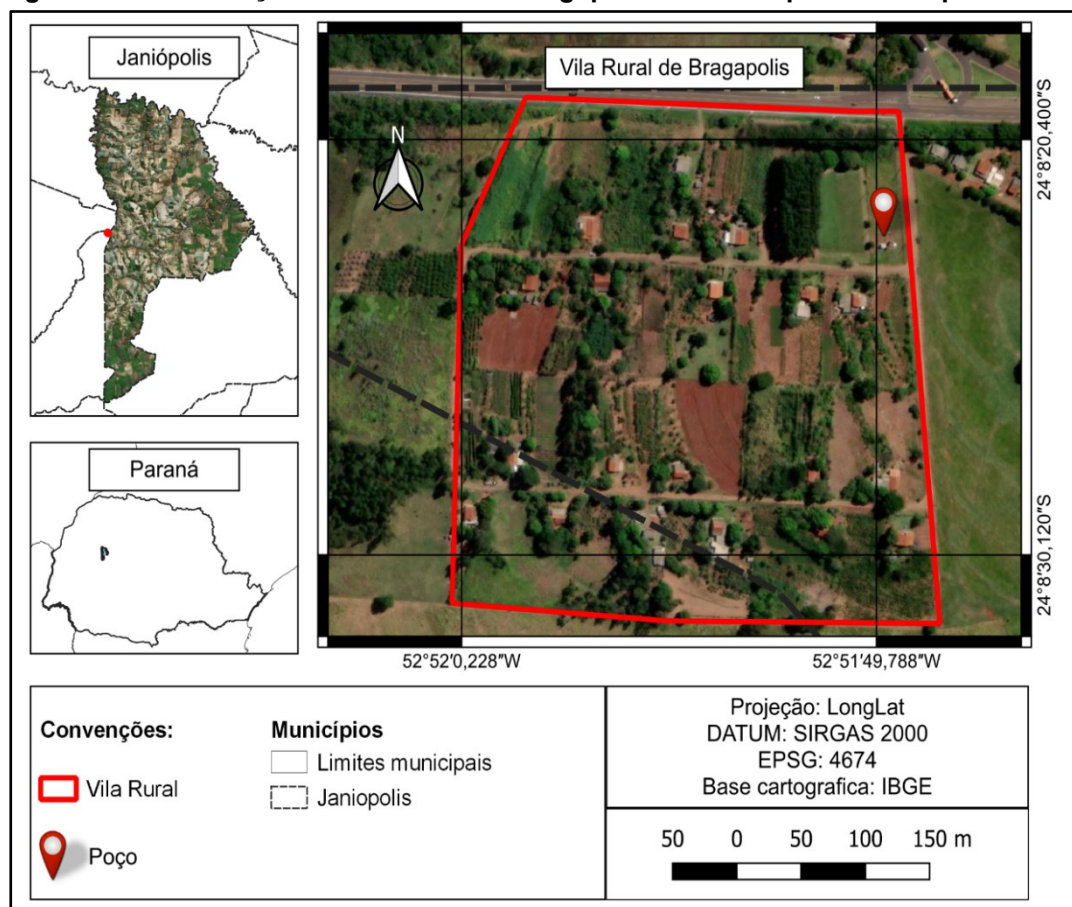 Janiópolis
Vila Rural de Bragapolis
N
24°8'20,400"S
24°8'30,120"S
52°52'0,228"W
52°51'49,788"W
Paraná
Convenções:
Vila Rural
Poço
Municípios
Limites municipais
Janiopolis
Projeção: LongLat
DATUM: SIRGAS 2000
EPSG: 4674
Base cartografica: IBGE
50 0 50 100 150 m